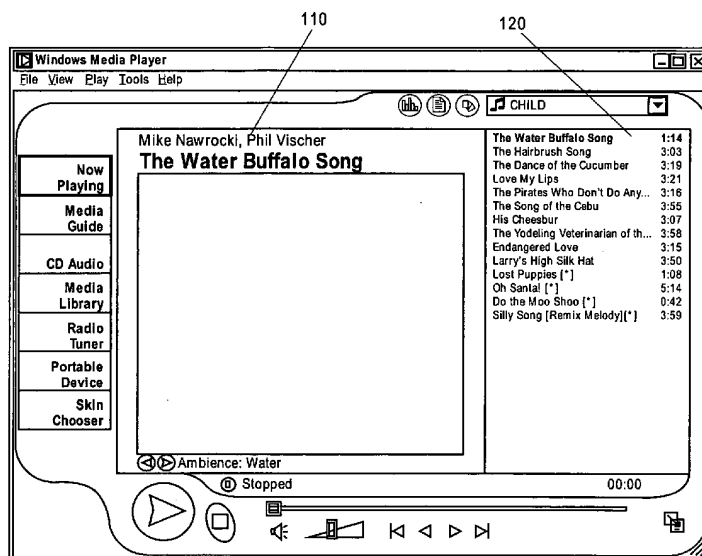 110
120
Windows Media Player
File View Play Tools Help
CHiLD
Mike Nawrocki, Phil Vischer
The Water Buffalo Song
Now
Playing
Media
Guide
CD Audio
Media
Library
Radio
Tuner
Portable
Device
Skin
Chooser
The Water Buffalo Song 1:14
The Hairbrush Song 3:03
The Dance of the Cucumber 3:19
Love My Lips 3:21
The Pirates Who Don't Do Any... 3:16
The Song of the Cebu 3:55
His Cheesbur 3:07
The Yodeling Veterinarian of th... 3:58
Endangered Love 3:15
Larry's High Silk Hat 3:50
Lost Puppies [*] 1:08
Oh Santa! [*] 5:14
Do the Moo Shoo [*] 0:42
Silly Song [Remix Melody][*] 3:59
Ambience: Water
Stopped 00:00